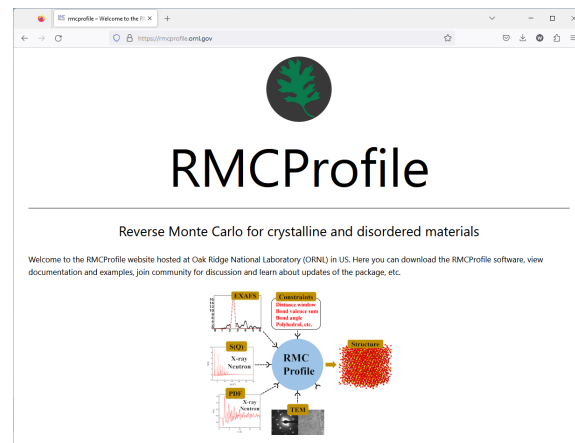 rmcprofile – Welcome to the R
https://rmcprofile.ornl.gov
RMCProfile
Reverse Monte Carlo for crystalline and disordered materials
Welcome to the RMCProfile website hosted at Oak Ridge National Laboratory (ORNL) in US. Here you can download the RMCProfile software, view
documentation and examples, join community for discussion and learn about updates of the package, etc.
EXAFS
Constraints
Distance window
Bond valence sum
Bond angle
Polyhedral, etc.
S(Q)
X-ray
Neutron
RMC
Profile
Structure
PDF
X-ray
Neutron
TEM